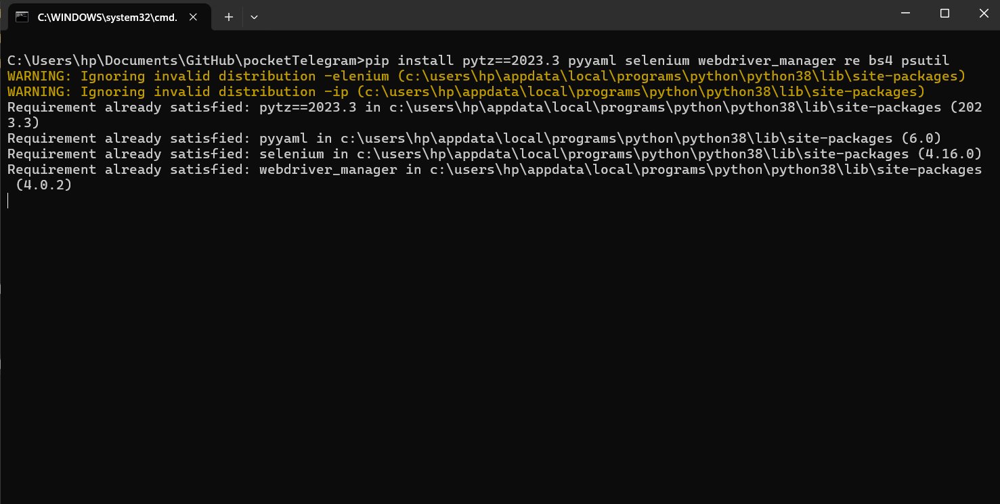 C:\WINDOWS\system32\cmd.
C:\Users\hp\Documents\GitHub\pocketTelegram>pip install pytz==2023.3 pyyaml selenium webdriver_manager re bs4 psutil
WARNING: Ignoring invalid distribution -elenium (c:\users\hp\appdata\local\programs\python\python38\lib\site-packages)
WARNING: Ignoring invalid distribution -ip (c:\users\hp\appdata\local\programs\python\python38\lib\site-packages)
Requirement already satisfied: pytz==2023.3 in c:\users\hp\appdata\local\programs\python\python38\lib\site-packages (202
3.3)
Requirement already satisfied: pyyaml in c:\users\hp\appdata\local\programs\python\python38\lib\site-packages (6.0)
Requirement already satisfied: selenium in c:\users\hp\appdata\local\programs\python\python38\lib\site-packages (4.16.0)
Requirement already satisfied: webdriver_manager in c:\users\hp\appdata\local\programs\python\python38\lib\site-packages
 (4.0.2)